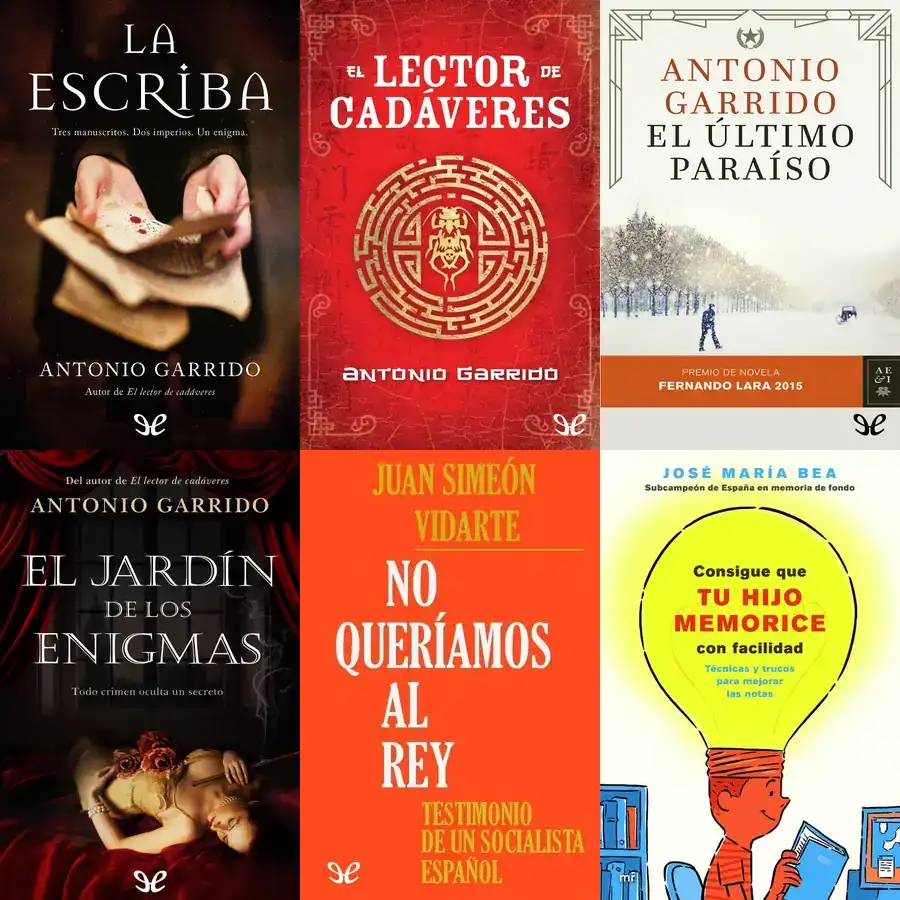 LA
ESCRIBA
Tres manuscritos. Dos imperios. Un enigma.
ANTONIO GARRIDO
Autor de El lector de cadáveres
EL LECTOR DE
CADÁVERES
ANTONIO GARRIDO
ANTONIO
GARRIDO
EL ÚLTIMO
PARAÍSO
PREMIO DE NOVELA
FERNANDO LARA 2015
AE
&I
Del autor de El lector de cadáveres
ANTONIO GARRIDO
EL JARDÍN
DE LOS
ENIGMAS
Todo crimen oculta un secreto
JUAN SIMEÓN
VIDARTE
NO
QUERÍAMOS
AL
REY
TESTIMONIO
DE UN SOCIALISTA
ESPAÑOL
JOSÉ MARÍA BEA
Subcampeón de España en memoria de fondo
Consigue que
TU HIJO
MEMORICE
con facilidad
Técnicas y trucos
para mejorar
las notas
mr